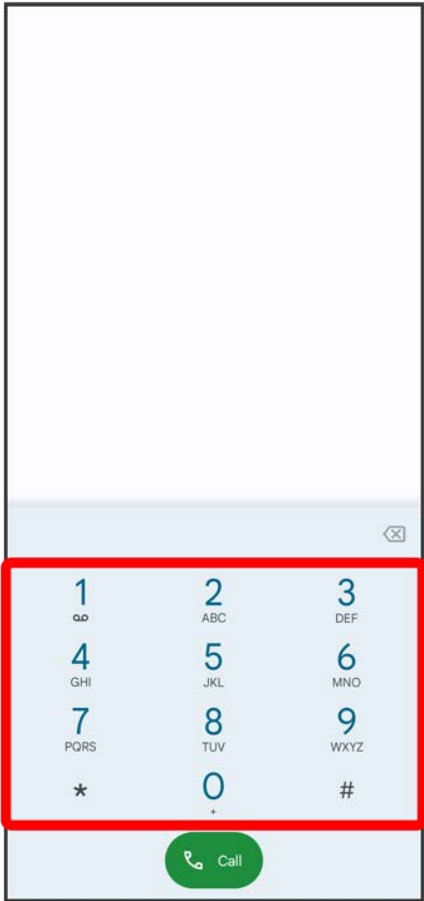 1 2 3
ABC DEF
4 5 6
GHI JKL MNO
7 8 9
PQRS TUV WXYZ
* 0 #
+
Call